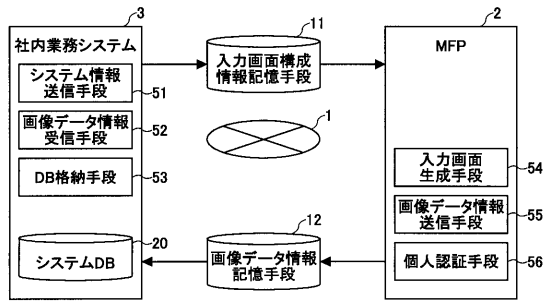 3
社内業務システム
システム情報
送信手段
51
画像データ情報
受信手段
52
DB格納手段
53
20
システムDB
11
入力画面構成
情報記憶手段
1
12
画像データ情報
記憶手段
2
MFP
入力画面
生成手段
54
画像データ情報
送信手段
55
個人認証手段
56